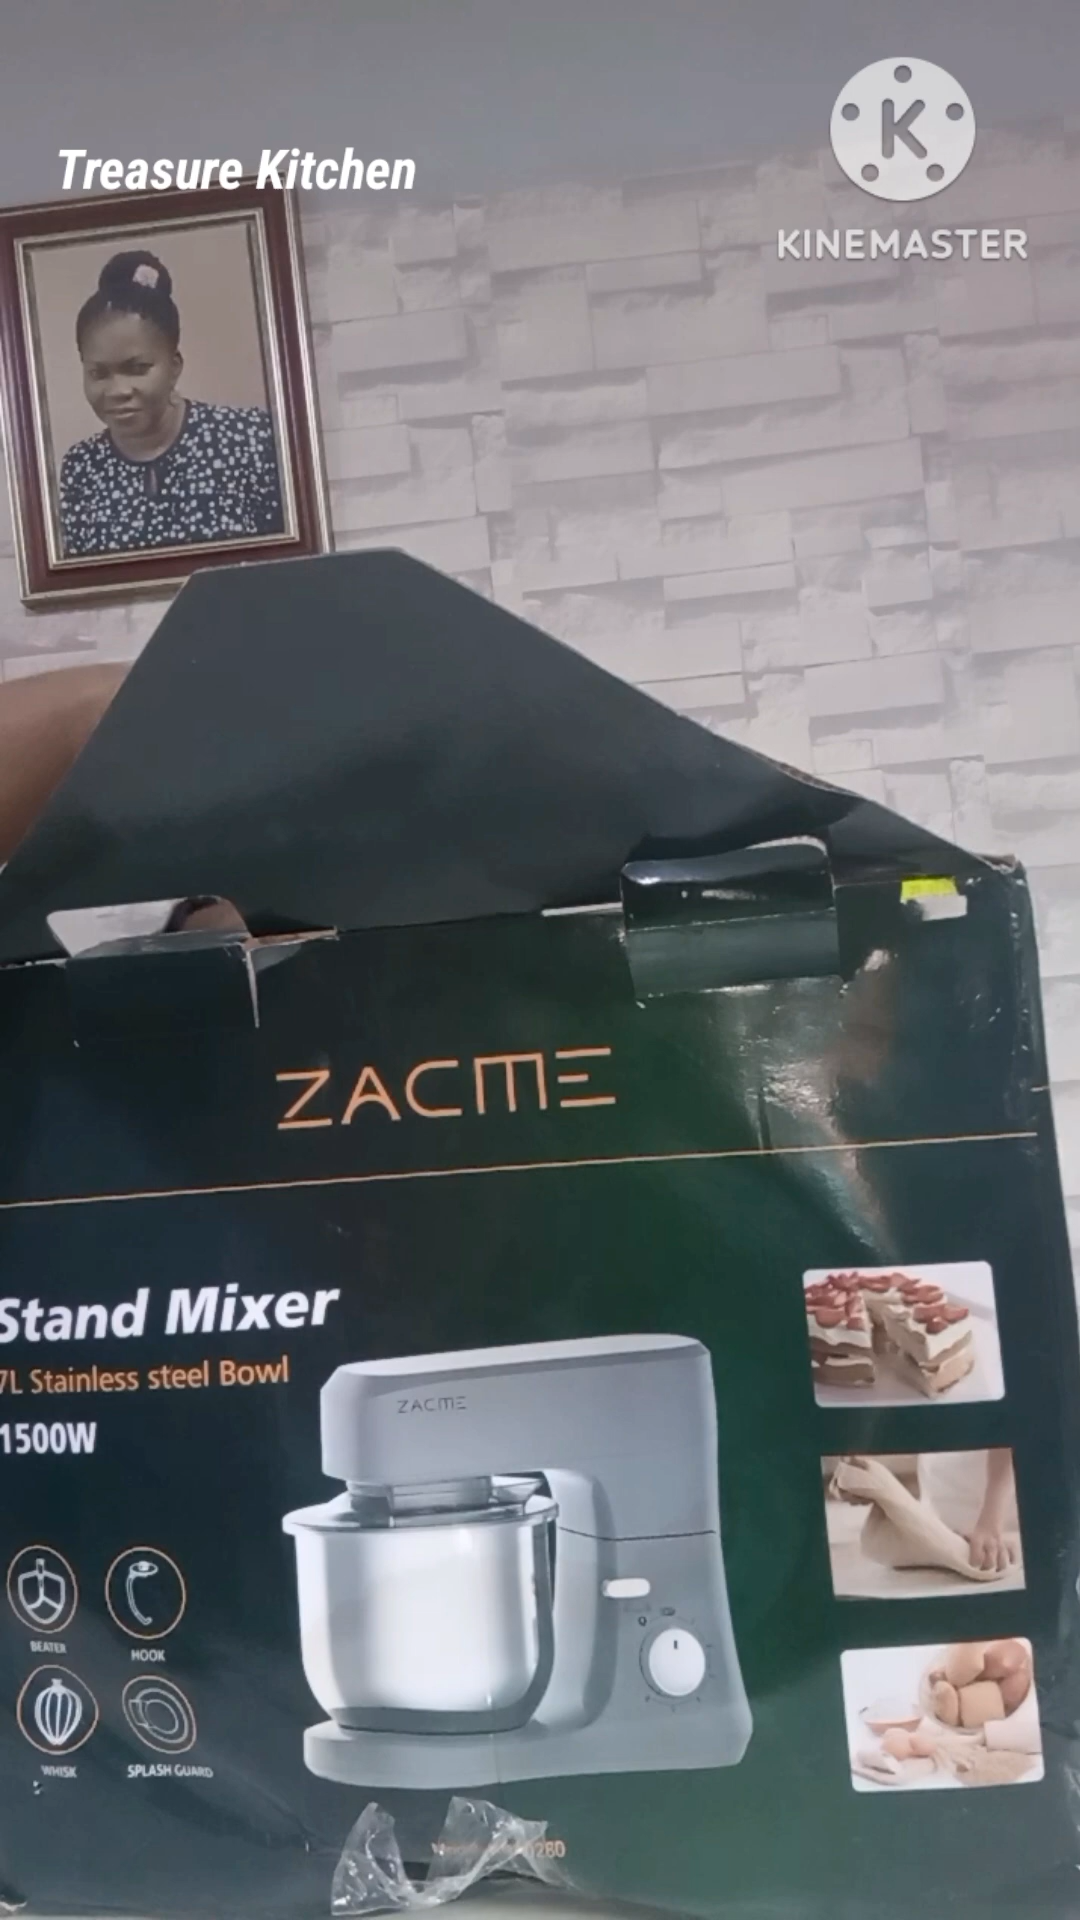 Treasure Kitchen
K
KINEMASTER
ZACME
Stand Mixer
7L Stainless steel Bowl
1500W
ZACME
BEATER
HOOK
WHISK
SPLASH GUARD